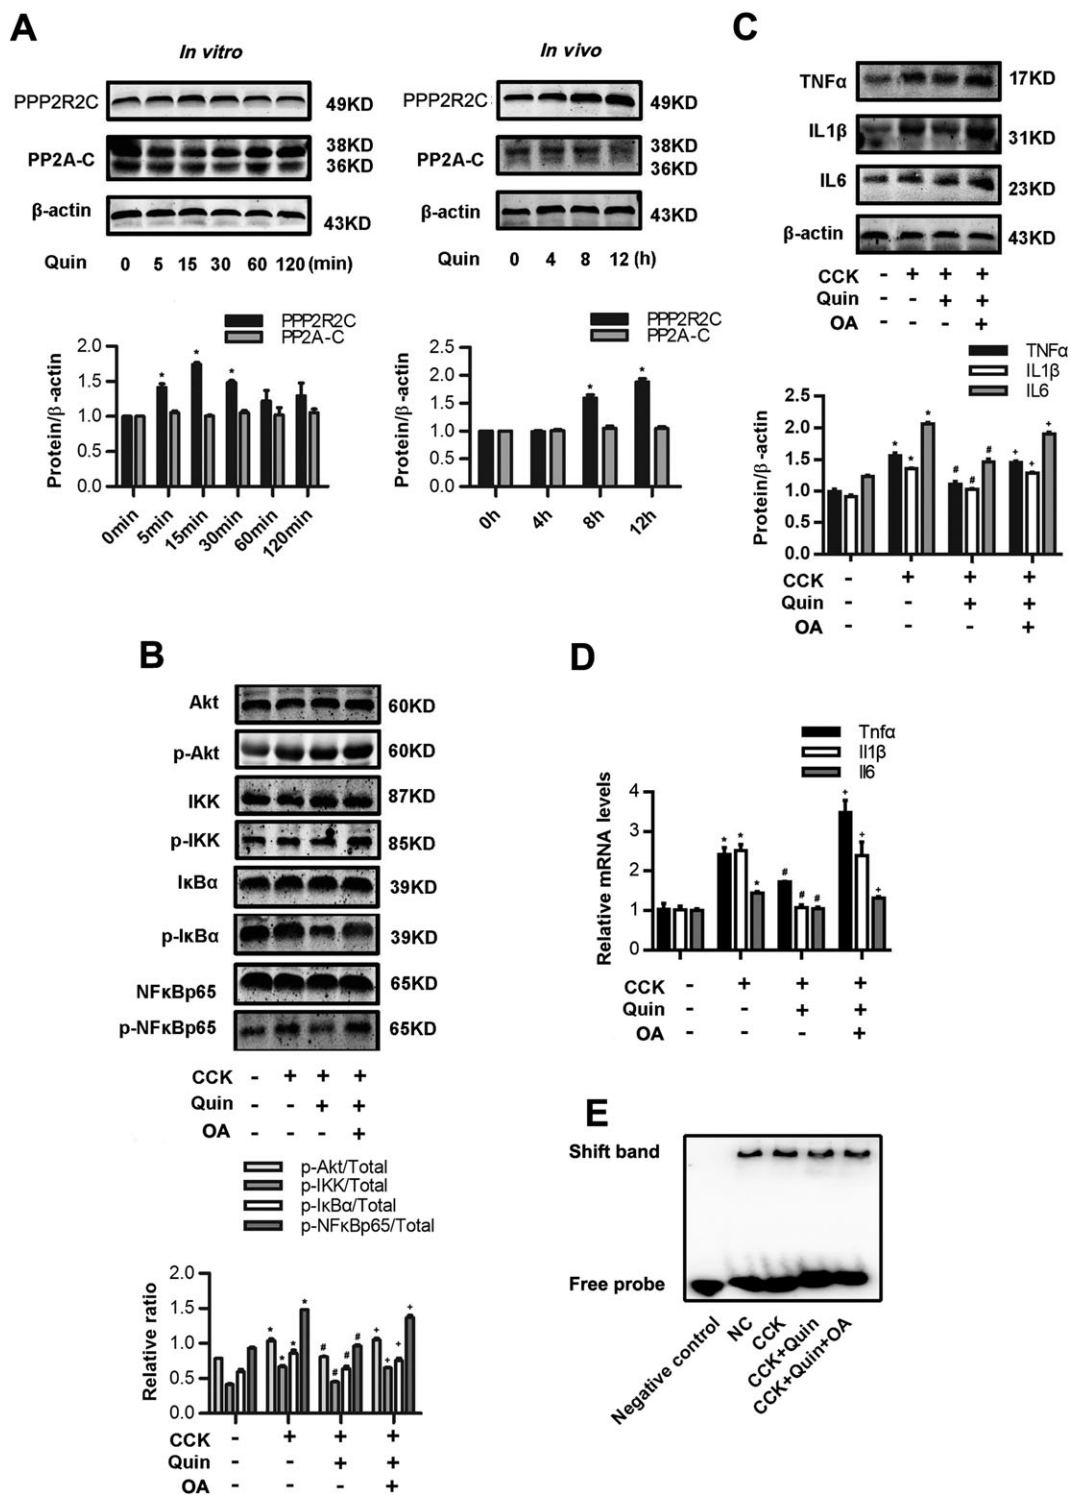 A
In vitro
PPP2R2C 49KD
PP2A-C 38KD
36KD
β-actin 43KD
Quin 0 5 15 30 60 120 (min)
In vivo
PPP2R2C 49KD
PP2A-C 38KD
36KD
β-actin 43KD
Quin 0 4 8 12 (h)
PPP2R2C
PP2A-C
Protein/β-actin
2.0
1.5
1.0
0.5
0.0
* * *
0min 5min 15min 30min 60min 120min
PPP2R2C
PP2A-C
Protein/β-actin
2.5
2.0
1.5
1.0
0.5
0.0
* *
0h 4h 8h 12h
C
TNFα 17KD
IL1β 31KD
IL6 23KD
β-actin 43KD
CCK - + + +
Quin - - + +
OA - - - +
TNFα
IL1β
IL6
Protein/β-actin
2.5
2.0
1.5
1.0
0.5
0.0
* * * # # # + + +
CCK - + + +
Quin - - + +
OA - - - +
B
Akt 60KD
p-Akt 60KD
IKK 87KD
p-IKK 85KD
IκBα 39KD
p-IκBα 39KD
NFκBp65 65KD
p-NFκBp65 65KD
CCK - + + +
Quin - - + +
OA - - - +
p-Akt/Total
p-IKK/Total
p-IκBα/Total
p-NFκBp65/Total
Relative ratio
2.0
1.5
1.0
0.5
0.0
* * * * # # # # + + + +
CCK - + + +
Quin - - + +
OA - - - +
D
Tnfα
Il1β
Il6
Relative mRNA levels
4
3
2
1
0
* * * # # # + + +
CCK - + + +
Quin - - + +
OA - - - +
E
Shift band
Free probe
Negative control NC CCK CCK+Quin CCK+Quin+OA